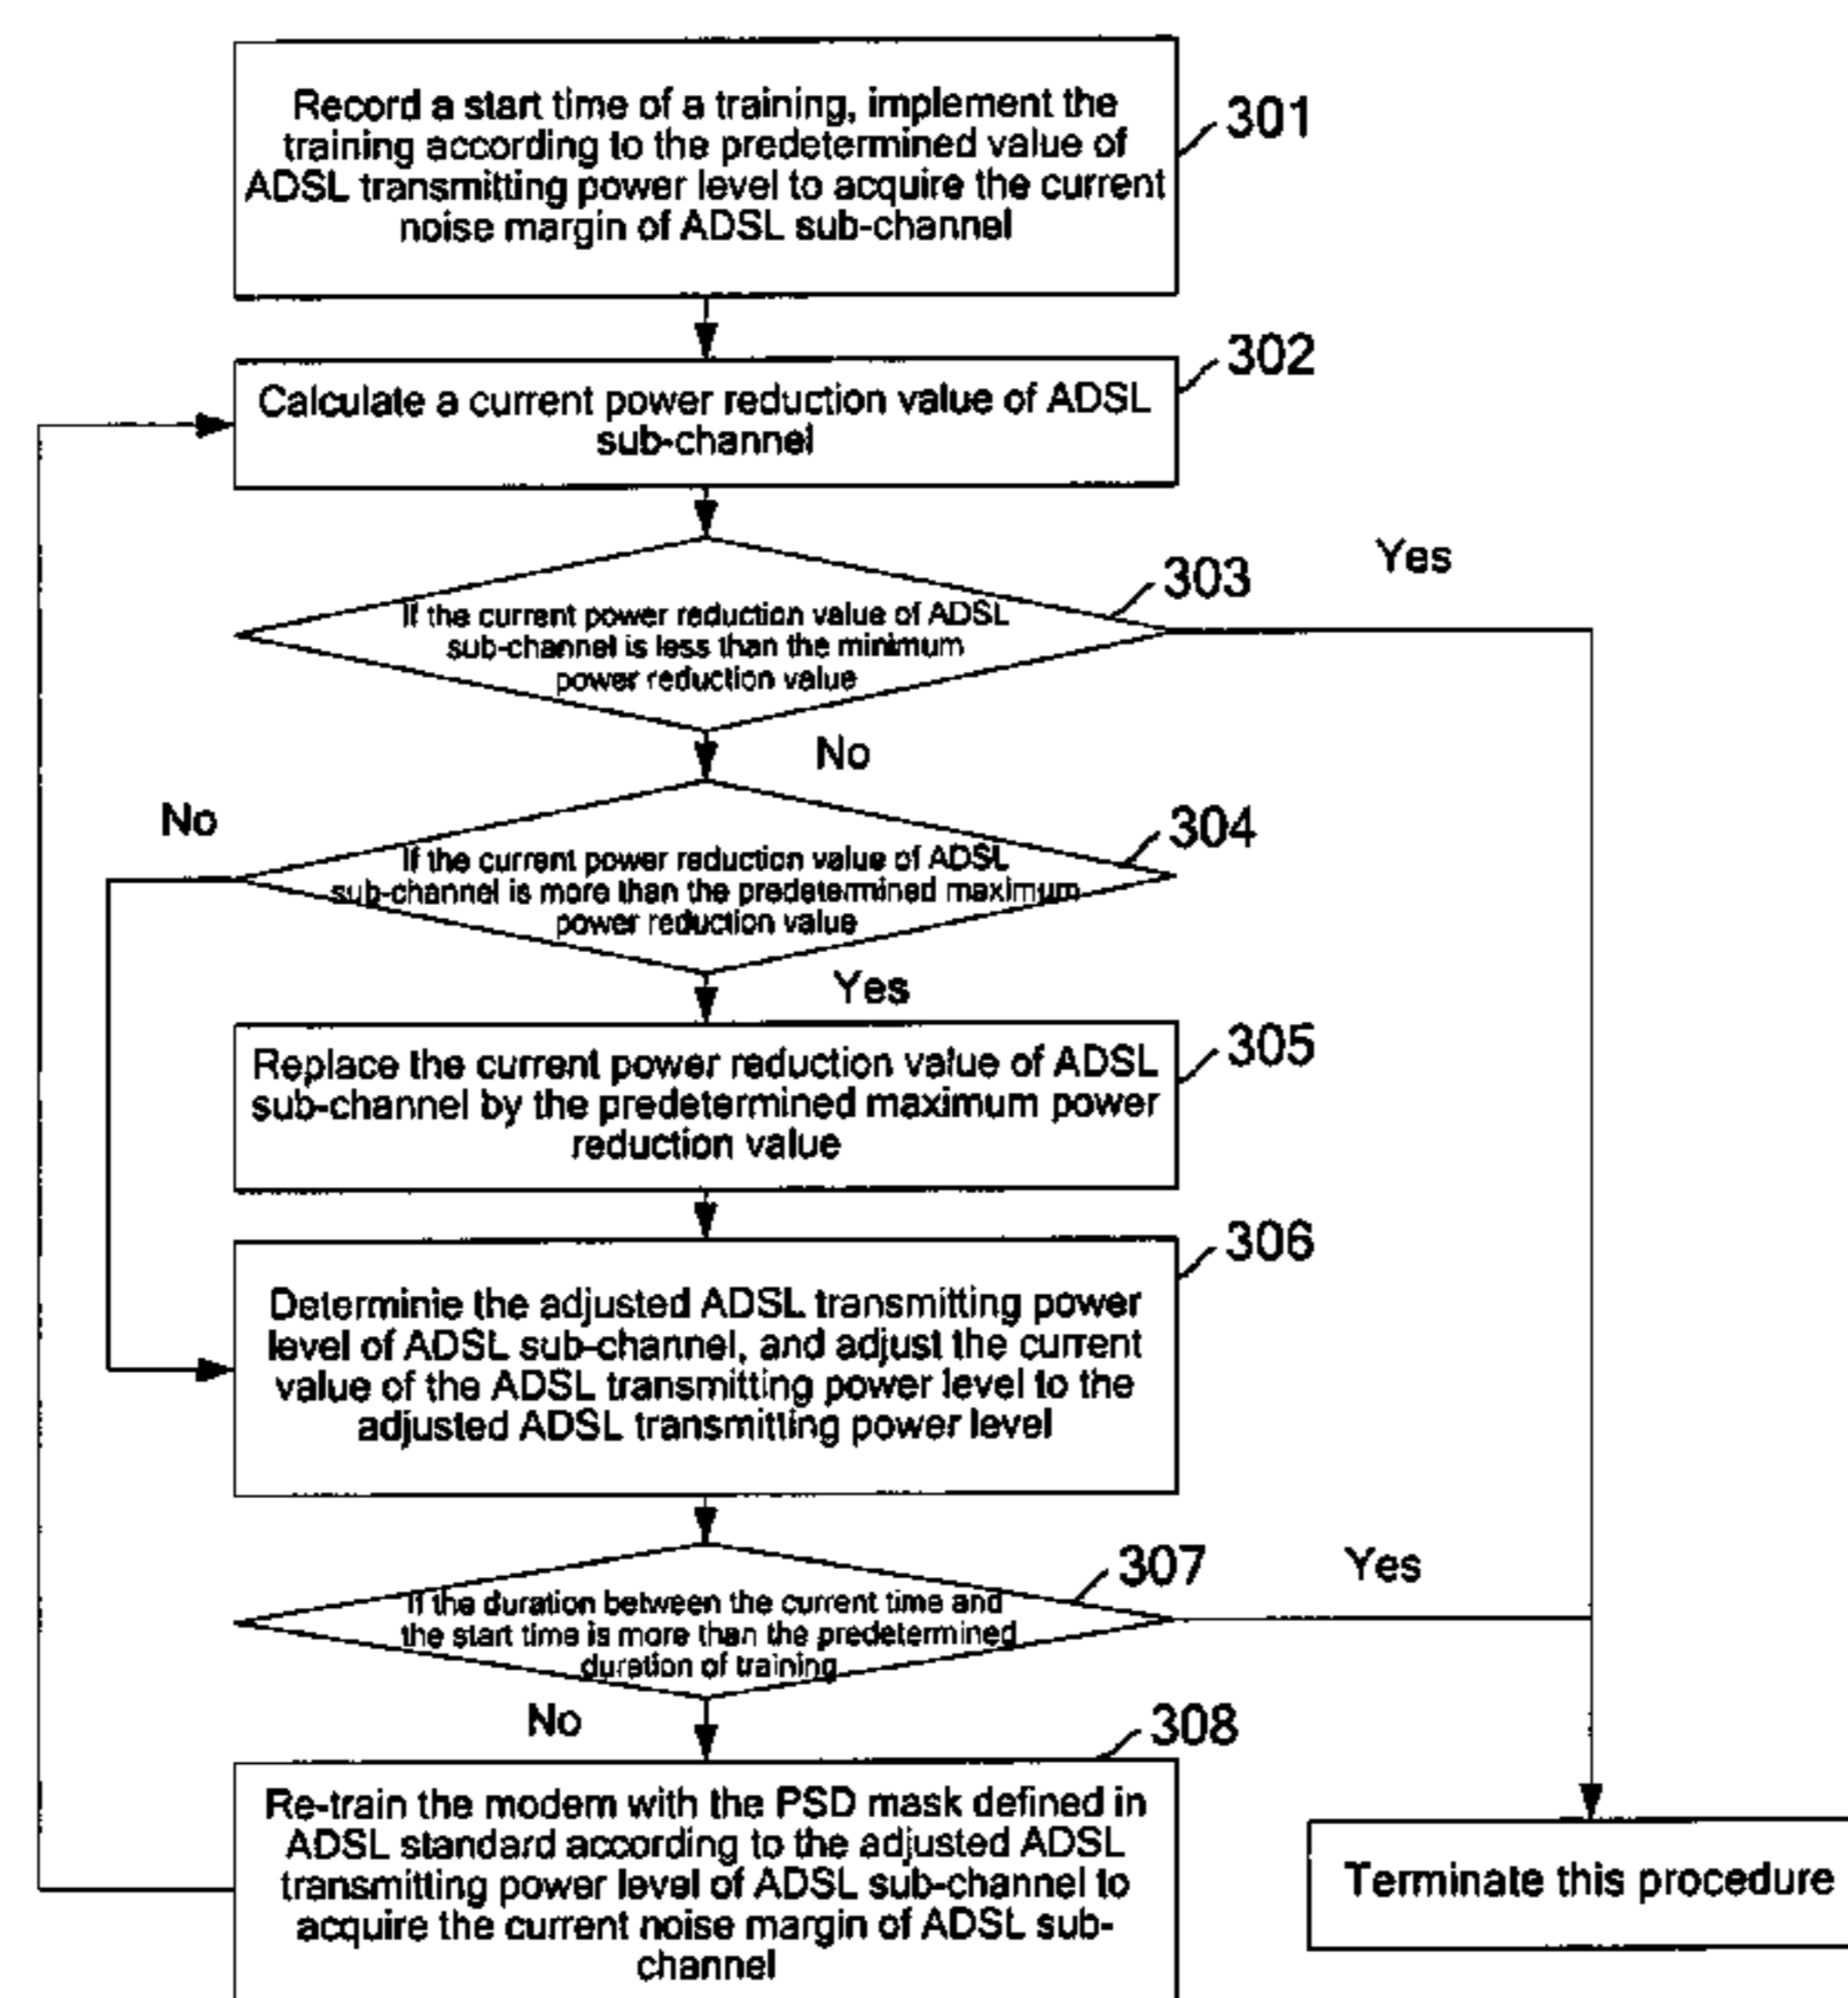 Record a start time of a training, implement the
training according to the predetermined value of
ADSL transmitting power level to acquire the current
noise margin of ADSL sub-channel
301
302
Calculate a current power reduction value of ADSL
sub-channel
Yes
303
If the current power reduction value of ADSL
sub-channel is less than the minimum
power reduction value
No
No
304
If the current power reduction value of ADSL
sub-channel is more than the predetermined maximum
power reduction value
Yes
305
Replace the current power reduction value of ADSL
sub-channel by the predetermined maximum power
reduction value
306
Determinie the adjusted ADSL transmitting power
level of ADSL sub-channel, and adjust the current
value of the ADSL transmitting power level to the
adjusted ADSL transmitting power level
307
Yes
If the duration between the current time and
the start time is more than the predetermined
duration of training
No
308
Re-train the modem with the PSD mask defined in
ADSL standard according to the adjusted ADSL
transmitting power level of ADSL sub-channel to
acquire the current noise margin of ADSL sub-
channel
Terminate this procedure